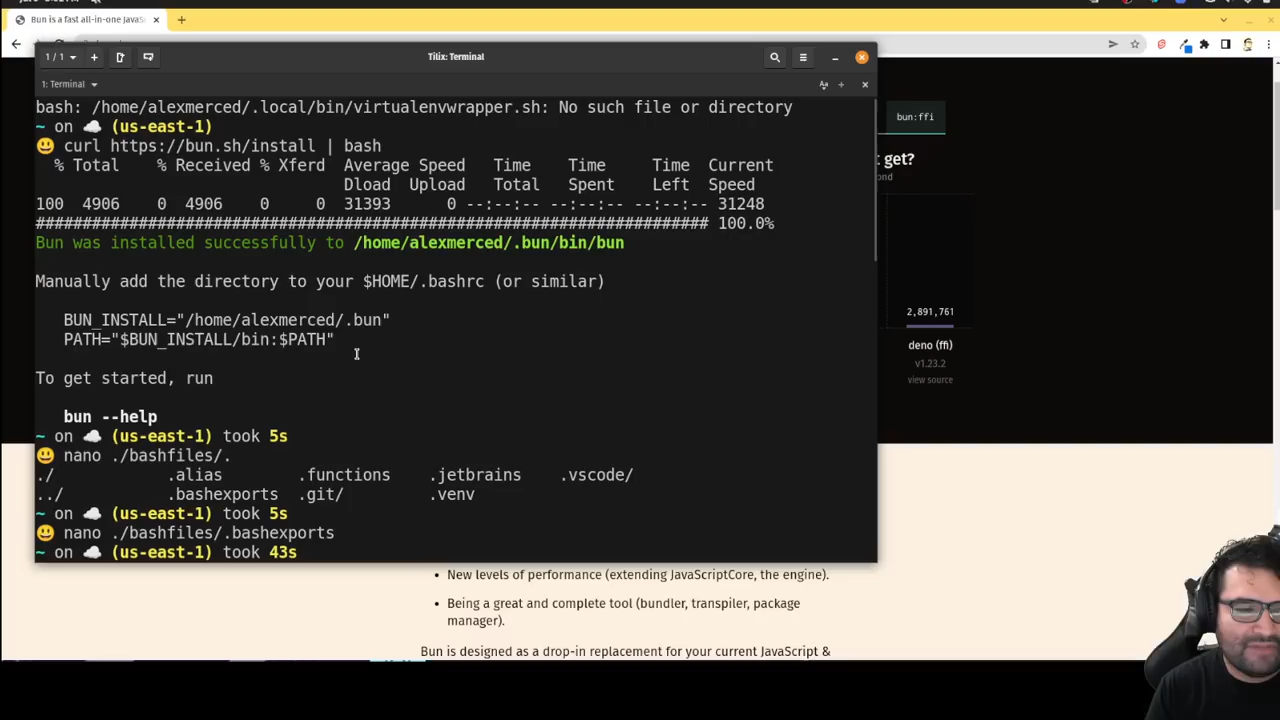 Bun is a fast all-in-one JavaS
1 / 1
Tilix: Terminal
1: Terminal
bash: /home/alexmerced/.local/bin/virtualenvwrapper.sh: No such file or directory
~ on ☁️ (us-east-1)
😃 curl https://bun.sh/install | bash
% Total % Received % Xferd Average Speed Time Time Time Current
Dload Upload Total Spent Left Speed
100 4906 0 4906 0 0 31393 0 --:--:-- --:--:-- --:--:-- 31248
######################################################################## 100.0%
Bun was installed successfully to /home/alexmerced/.bun/bin/bun
Manually add the directory to your $HOME/.bashrc (or similar)
BUN_INSTALL="/home/alexmerced/.bun"
PATH="$BUN_INSTALL/bin:$PATH"
To get started, run
bun --help
~ on ☁️ (us-east-1) took 5s
😃 nano ./bashfiles/.
./ .alias .functions .jetbrains .vscode/
../ .bashexports .git/ .venv
~ on ☁️ (us-east-1) took 5s
😃 nano ./bashfiles/.bashexports
~ on ☁️ (us-east-1) took 43s
bun:ffi
get?
ond
2,891,761
deno (ffi)
v1.23.2
view source
• New levels of performance (extending JavaScriptCore, the engine).
• Being a great and complete tool (bundler, transpiler, package
manager).
Bun is designed as a drop-in replacement for your current JavaScript &